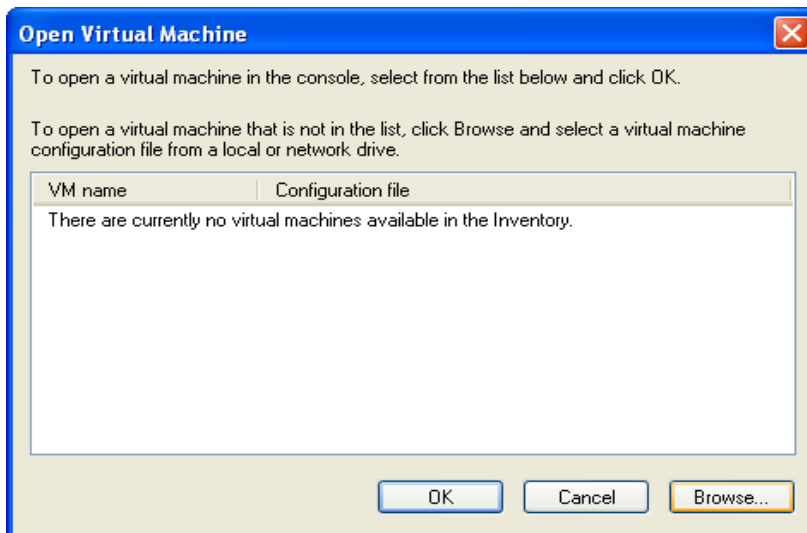 Open Virtual Machine
To open a virtual machine in the console, select from the list below and click OK.
To open a virtual machine that is not in the list, click Browse and select a virtual machine
configuration file from a local or network drive.
VM name Configuration file
There are currently no virtual machines available in the Inventory.
OK Cancel Browse...